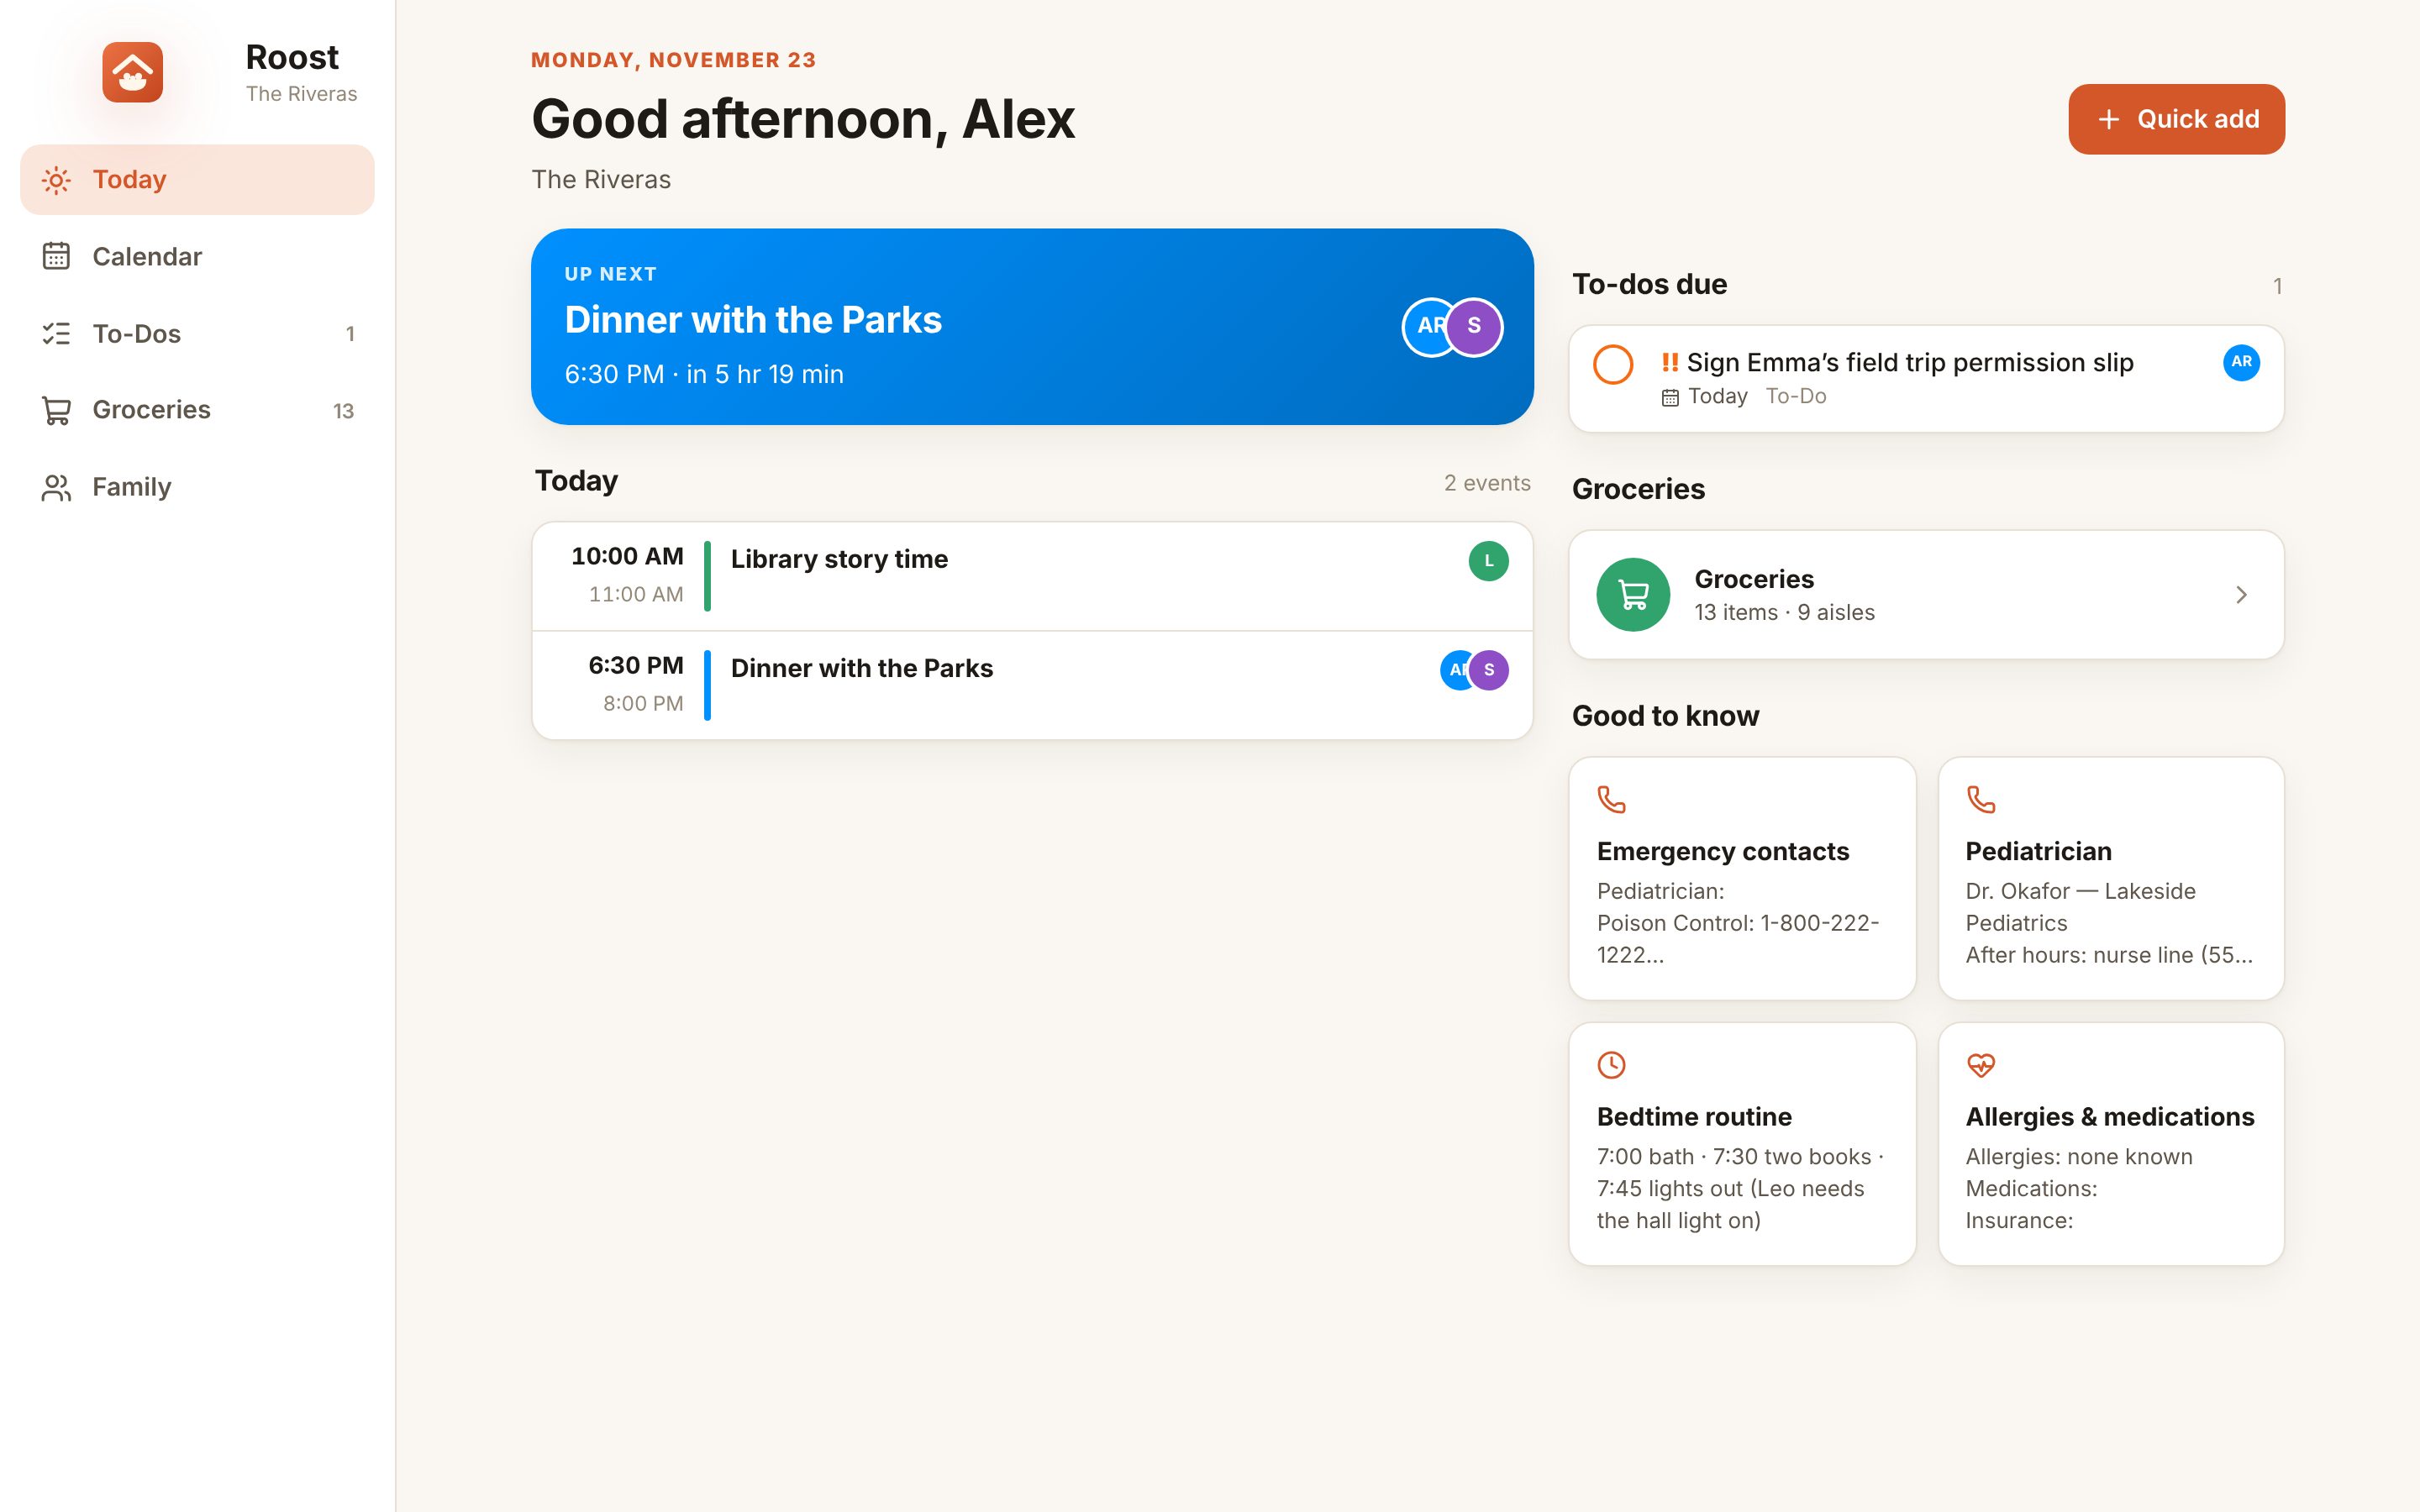 Roost
The Riveras
Today
Calendar
To-Dos 1
Groceries 13
Family
MONDAY, NOVEMBER 23
Good afternoon, Alex
The Riveras
Quick add
UP NEXT
Dinner with the Parks
6:30 PM · in 5 hr 19 min
AR S
Today 2 events
10:00 AM Library story time L
11:00 AM
6:30 PM Dinner with the Parks AR S
8:00 PM
To-dos due 1
!! Sign Emma’s field trip permission slip AR
Today To-Do
Groceries
Groceries
13 items · 9 aisles
Good to know
Emergency contacts
Pediatrician:
Poison Control: 1-800-222-
1222...
Pediatrician
Dr. Okafor — Lakeside
Pediatrics
After hours: nurse line (55...
Bedtime routine
7:00 bath · 7:30 two books ·
7:45 lights out (Leo needs
the hall light on)
Allergies & medications
Allergies: none known
Medications:
Insurance: